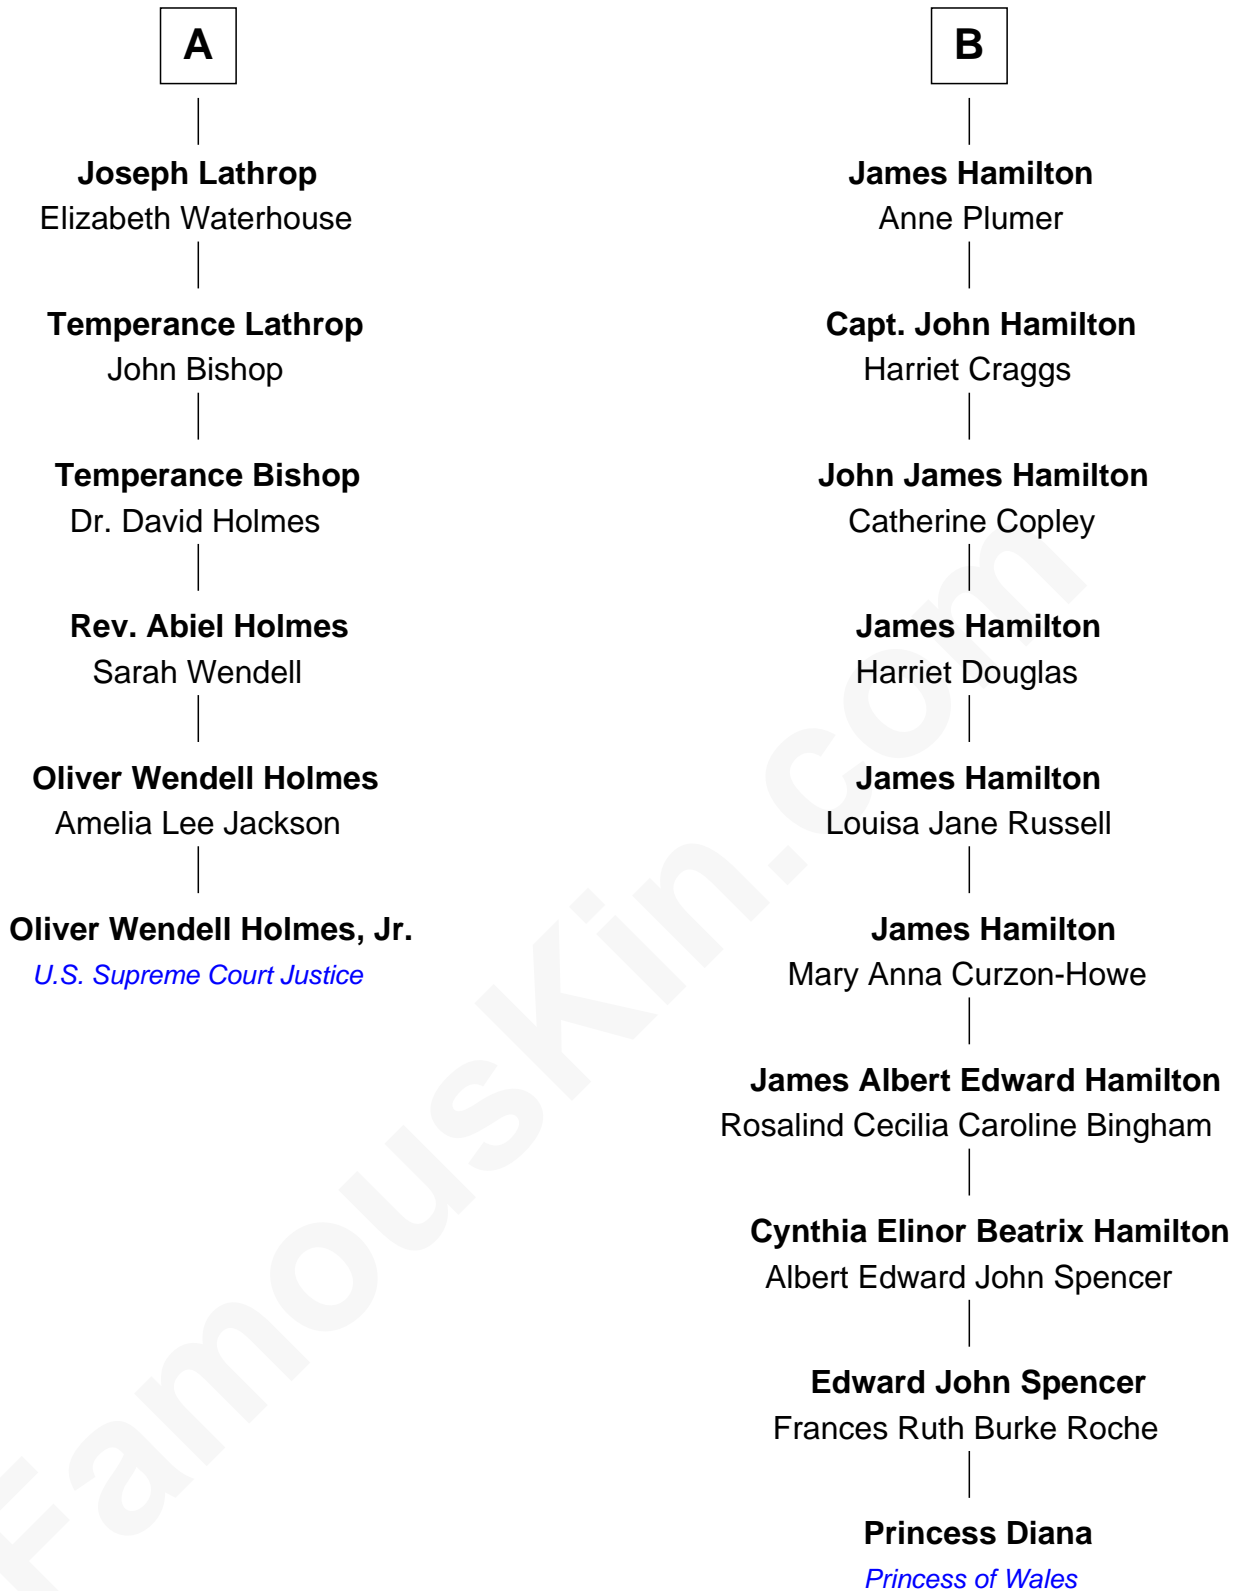 A
Joseph Lathrop
Elizabeth Waterhouse
Temperance Lathrop
John Bishop
Temperance Bishop
Dr. David Holmes
Rev. Abiel Holmes
Sarah Wendell
Oliver Wendell Holmes
Amelia Lee Jackson
Oliver Wendell Holmes, Jr.
U.S. Supreme Court Justice
B
James Hamilton
Anne Plumer
Capt. John Hamilton
Harriet Craggs
John James Hamilton
Catherine Copley
James Hamilton
Harriet Douglas
James Hamilton
Louisa Jane Russell
James Hamilton
Mary Anna Curzon-Howe
James Albert Edward Hamilton
Rosalind Cecilia Caroline Bingham
Cynthia Elinor Beatrix Hamilton
Albert Edward John Spencer
Edward John Spencer
Frances Ruth Burke Roche
Princess Diana
Princess of Wales
FamousKin.com